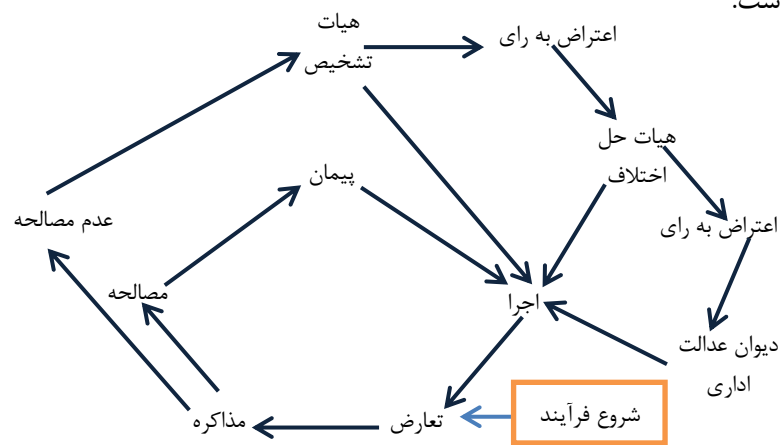 ست.
هیات
تشخیص
اعتراض به رای
هیات حل
اختلاف
پیمان
اعتراض به رای
عدم مصالحه
مصالحه
اجرا
دیوان عدالت
اداری
شروع فرآیند
تعارض
مذاکره